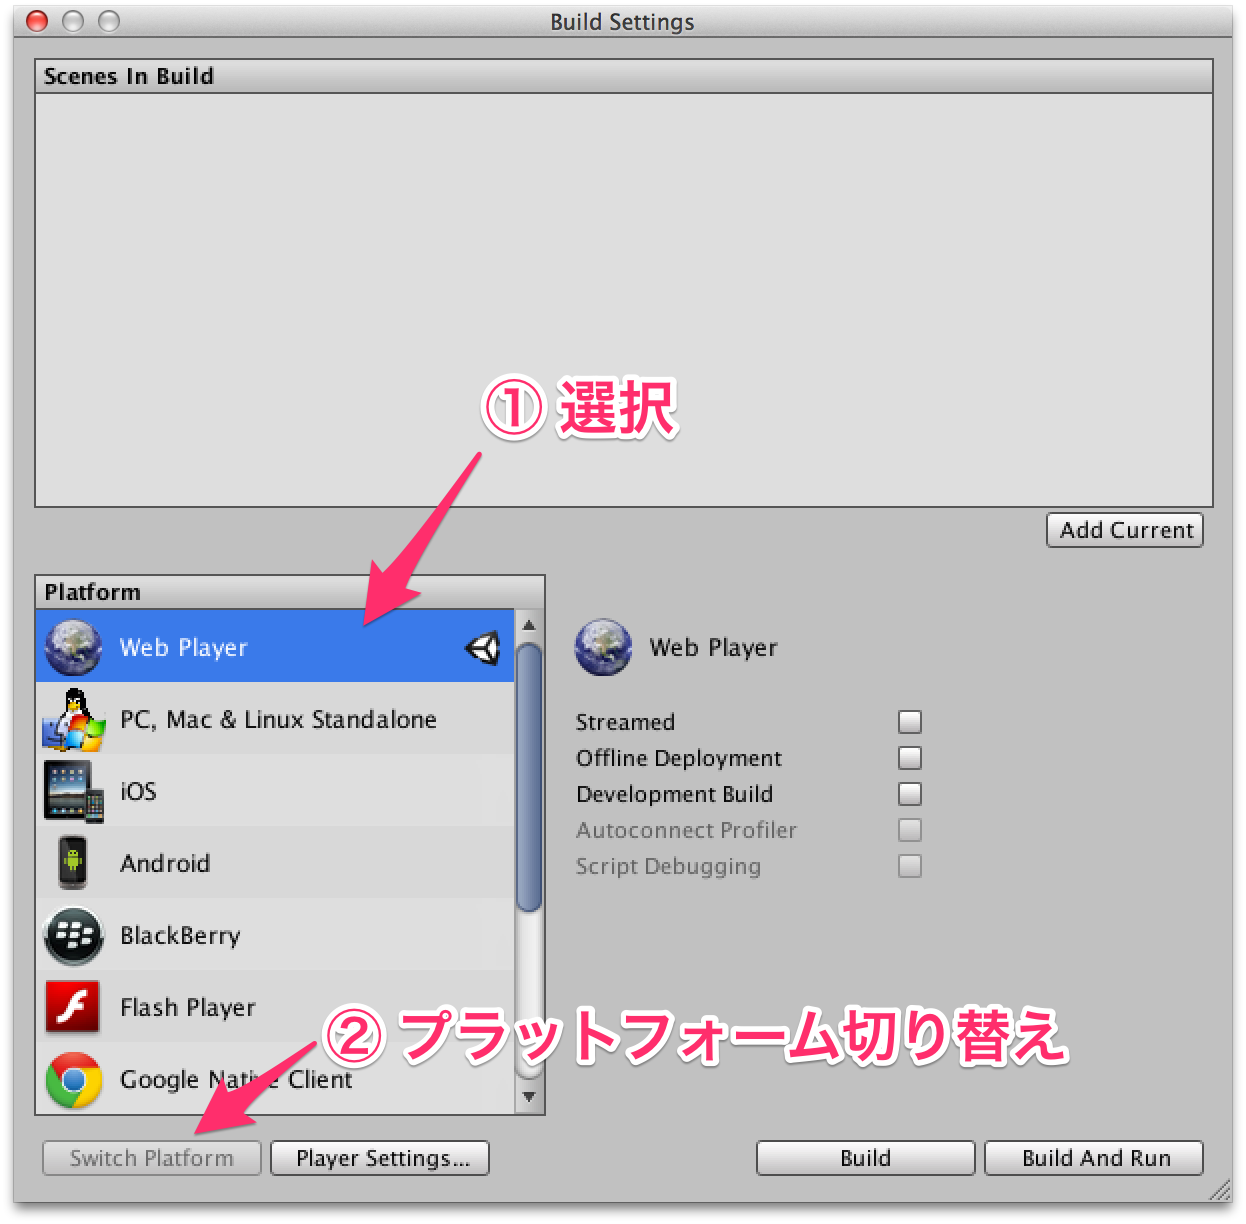 Build Settings
Scenes In Build
① 選択
Add Current
Platform
Web Player
PC, Mac & Linux Standalone
iOS
Android
BlackBerry
Flash Player
Google Native Client
Web Player
Streamed
Offline Deployment
Development Build
Autoconnect Profiler
Script Debugging
② プラットフォーム切り替え
Switch Platform
Player Settings...
Build
Build And Run